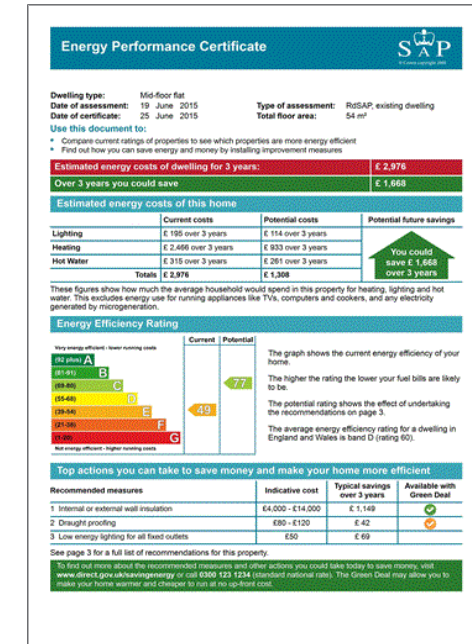 Energy Performance Certificate
SAP
© Crown copyright 2009
Dwelling type: Mid-floor flat
Date of assessment: 19 June 2015 Type of assessment: RdSAP, existing dwelling
Date of certificate: 25 June 2015 Total floor area: 54 m²
Use this document to:
• Compare current ratings of properties to see which properties are more energy efficient
• Find out how you can save energy and money by installing improvement measures
Estimated energy costs of dwelling for 3 years: £ 2,976
Over 3 years you could save £ 1,668
Estimated energy costs of this home
Current costs Potential costs Potential future savings
Lighting £ 195 over 3 years £ 114 over 3 years
Heating £ 2,466 over 3 years £ 933 over 3 years
Hot Water £ 315 over 3 years £ 261 over 3 years
Totals £ 2,976 £ 1,308
You could
save £ 1,668
over 3 years
These figures show how much the average household would spend in this property for heating, lighting and hot
water. This excludes energy use for running appliances like TVs, computers and cookers, and any electricity
generated by microgeneration.
Energy Efficiency Rating
Current Potential
Very energy efficient - lower running costs
(92 plus) A
(81-91) B
(69-80) C
(55-68) D
(39-54) E
(21-38) F
(1-20) G
Not energy efficient - higher running costs
49
77
The graph shows the current energy efficiency of your
home.
The higher the rating the lower your fuel bills are likely
to be.
The potential rating shows the effect of undertaking
the recommendations on page 3.
The average energy efficiency rating for a dwelling in
England and Wales is band D (rating 60).
Top actions you can take to save money and make your home more efficient
Recommended measures Indicative cost Typical savings over 3 years Available with Green Deal
1 Internal or external wall insulation £4,000 - £14,000 £ 1,149
2 Draught proofing £80 - £120 £ 42
3 Low energy lighting for all fixed outlets £50 £ 69
See page 3 for a full list of recommendations for this property.
To find out more about the recommended measures and other actions you could take today to save money, visit
www.direct.gov.uk/savingenergy or call 0300 123 1234 (standard national rate). The Green Deal may allow you to
make your home warmer and cheaper to run at no up-front cost.